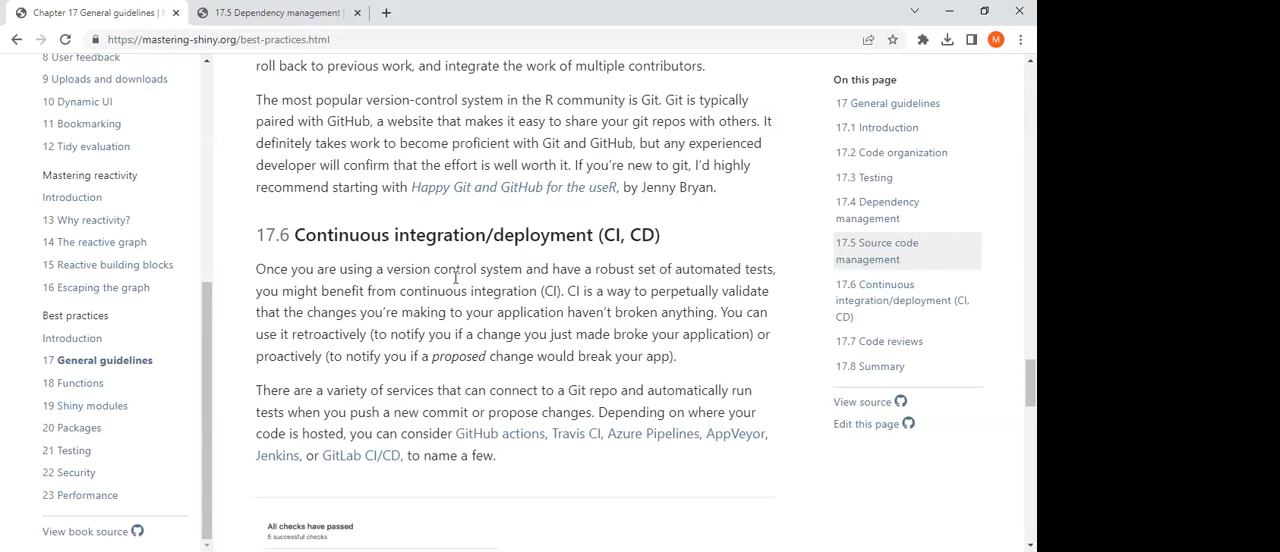 Chapter 17 General guidelines | M
17.5 Dependency management |
https://mastering-shiny.org/best-practices.html
M
8 User feedback
9 Uploads and downloads
10 Dynamic UI
11 Bookmarking
12 Tidy evaluation
Mastering reactivity
Introduction
13 Why reactivity?
14 The reactive graph
15 Reactive building blocks
16 Escaping the graph
Best practices
Introduction
17 General guidelines
18 Functions
19 Shiny modules
20 Packages
21 Testing
22 Security
23 Performance
View book source
roll back to previous work, and integrate the work of multiple contributors.
The most popular version-control system in the R community is Git. Git is typically
paired with GitHub, a website that makes it easy to share your git repos with others. It
definitely takes work to become proficient with Git and GitHub, but any experienced
developer will confirm that the effort is well worth it. If you're new to git, I'd highly
recommend starting with Happy Git and GitHub for the useR, by Jenny Bryan.
17.6 Continuous integration/deployment (CI, CD)
Once you are using a version control system and have a robust set of automated tests,
you might benefit from continuous integration (CI). CI is a way to perpetually validate
that the changes you're making to your application haven't broken anything. You can
use it retroactively (to notify you if a change you just made broke your application) or
proactively (to notify you if a proposed change would break your app).
There are a variety of services that can connect to a Git repo and automatically run
tests when you push a new commit or propose changes. Depending on where your
code is hosted, you can consider GitHub actions, Travis CI, Azure Pipelines, AppVeyor,
Jenkins, or GitLab CI/CD, to name a few.
All checks have passed
5 successful checks
On this page
17 General guidelines
17.1 Introduction
17.2 Code organization
17.3 Testing
17.4 Dependency
management
17.5 Source code
management
17.6 Continuous
integration/deployment (CI,
CD)
17.7 Code reviews
17.8 Summary
View source
Edit this page